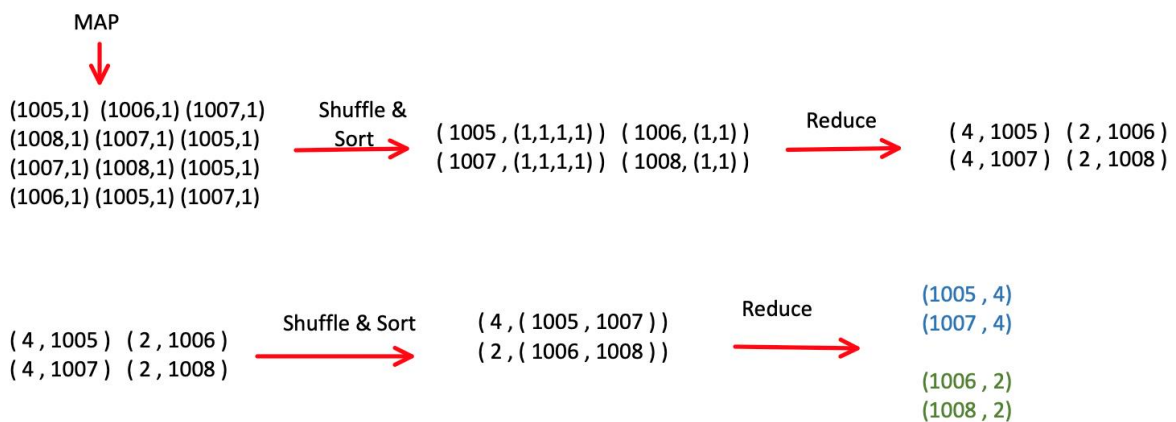 MAP
(1005,1) (1006,1) (1007,1)
(1008,1) (1007,1) (1005,1)
(1007,1) (1008,1) (1005,1)
(1006,1) (1005,1) (1007,1)
Shuffle &
Sort
( 1005 , (1,1,1,1) ) ( 1006, (1,1) )
( 1007 , (1,1,1,1) ) ( 1008, (1,1) )
Reduce
( 4 , 1005 ) ( 2 , 1006 )
( 4 , 1007 ) ( 2 , 1008 )
( 4 , 1005 ) ( 2 , 1006 )
( 4 , 1007 ) ( 2 , 1008 )
Shuffle & Sort
( 4 , ( 1005 , 1007 ) )
( 2 , ( 1006 , 1008 ) )
Reduce
(1005 , 4)
(1007 , 4)
(1006 , 2)
(1008 , 2)